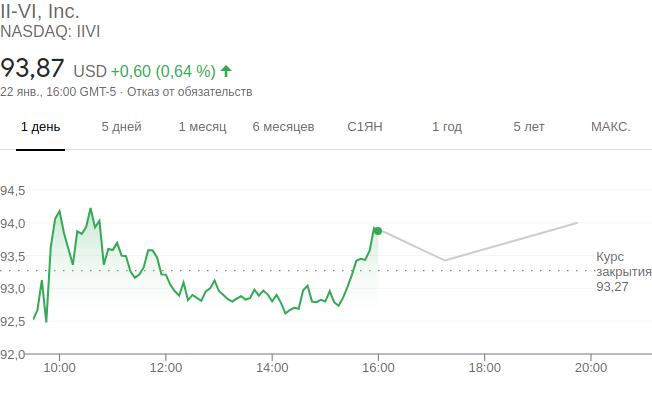 II-VI, Inc.
NASDAQ: IIVI
93,87 USD +0,60 (0,64 %)
22 янв., 16:00 GMT-5 · Отказ от обязательств
1 день 5 дней 1 месяц 6 месяцев С1ЯН 1 год 5 лет МАКС.
94,5
94,0
93,5
Курс
закрытия
93,27
93,0
92,5
92,0
10:00 12:00 14:00 16:00 18:00 20:00